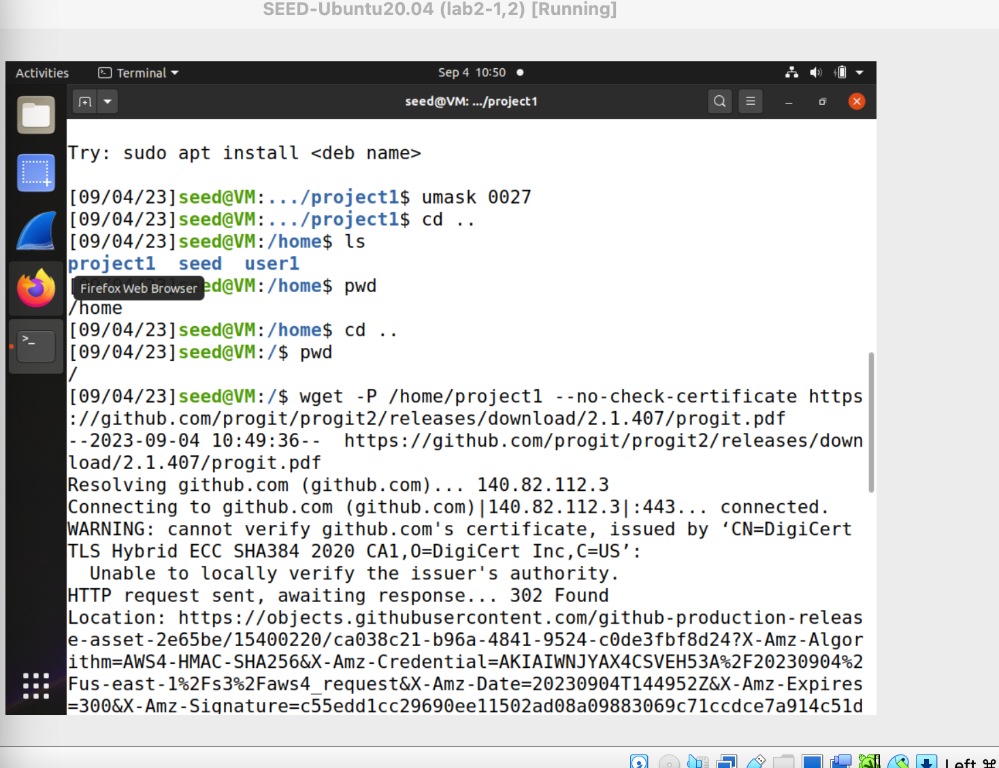 SEED-Ubuntu20.04 (lab2-1,2) [Running]
Activities Terminal Sep 4 10:50
seed@VM: .../project1
Try: sudo apt install <deb name>
[09/04/23]seed@VM:.../project1$ umask 0027
[09/04/23]seed@VM:.../project1$ cd ..
[09/04/23]seed@VM:/home$ ls
project1 seed user1
Firefox Web Browser
ed@VM:/home$ pwd
/home
[09/04/23]seed@VM:/home$ cd ..
[09/04/23]seed@VM:/$ pwd
/
[09/04/23]seed@VM:/$ wget -P /home/project1 --no-check-certificate https
://github.com/progit/progit2/releases/download/2.1.407/progit.pdf
--2023-09-04 10:49:36-- https://github.com/progit/progit2/releases/down
load/2.1.407/progit.pdf
Resolving github.com (github.com)... 140.82.112.3
Connecting to github.com (github.com)|140.82.112.3|:443... connected.
WARNING: cannot verify github.com's certificate, issued by ‘CN=DigiCert
TLS Hybrid ECC SHA384 2020 CA1,O=DigiCert Inc,C=US’:
Unable to locally verify the issuer's authority.
HTTP request sent, awaiting response... 302 Found
Location: https://objects.githubusercontent.com/github-production-releas
e-asset-2e65be/15400220/ca038c21-b96a-4841-9524-c0de3fbf8d24?X-Amz-Algor
ithm=AWS4-HMAC-SHA256&X-Amz-Credential=AKIAIWNJYAX4CSVEH53A%2F20230904%2
Fus-east-1%2Fs3%2Faws4_request&X-Amz-Date=20230904T144952Z&X-Amz-Expires
=300&X-Amz-Signature=c55edd1cc29690ee11502ad08a09883069c71ccdce7a914c51d
Left ⌘